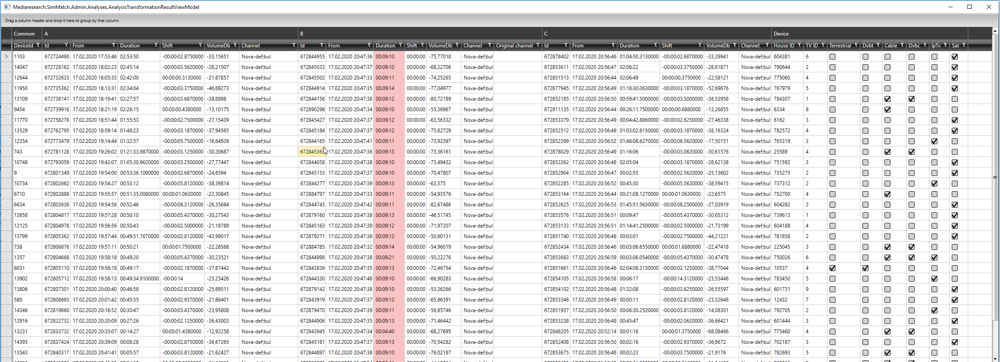 Mediaresearch.SimMatch.Admin.Analyses.AnalysisTransformationResultViewModel
Drag a column header and drop it here to group by that column
Common A B C Device
DeviceId Id From Duration Shift VolumeDb Channel Id From Duration Shift VolumeDb Channel Original channel Id From Duration Shift VolumeDb Channel House ID TV ID Terrestrial Dvbt Cable Dvbc IpTv Sat
1103 672724490 17.02.2020 17:53:46 02:53:50 -00:00:02.8750000 -33,15651 Nova-def;bul 672844955 17.02.2020 20:47:36 00:09:10 00:00:00 -75,77018 Nova-def;bul 672878402 17.02.2020 20:56:46 01:04:50.3130000 -00:00:02.6870000 -33,29941 Nova-def;bul 604381 6
14047 672728162 17.02.2020 18:02:23 02:45:14 -00:00:03.5620000 -28,21507 Nova-def;bul 672845033 17.02.2020 20:47:37 00:09:10 00:00:00 -68,22706 Nova-def;bul 672853611 17.02.2020 20:56:47 02:06:22 -00:00:03.3750000 -28,81871 Nova-def;bul 790644 2
12644 672732633 17.02.2020 18:05:33 02:42:00 00:00:00.3130000 -21,87857 Nova-def;bul 672845502 17.02.2020 20:47:33 00:09:11 00:00:00 -74,25265 Nova-def;bul 672851513 17.02.2020 20:56:44 02:06:49 00:00:00.3750000 -22,58121 Nova-def;bul 775060 4
11950 672735362 17.02.2020 18:13:31 02:34:04 -00:00:03.3750000 -46,69273 Nova-def;bul 672844914 17.02.2020 20:47:35 00:09:14 00:00:00 -77,04977 Nova-def;bul 672877945 17.02.2020 20:56:49 01:18:30.0630000 -00:00:03.1870000 -52,69676 Nova-def;bul 767979 5
13109 672738141 17.02.2020 18:19:41 02:27:57 -00:00:03.6870000 -38,8898 Nova-def;bul 672844158 17.02.2020 20:47:38 00:09:12 00:00:00 -80,72189 Nova-def;bul 672852185 17.02.2020 20:56:50 00:59:41.5000000 -00:00:03.5000000 -38,53958 Nova-def;bul 784307 1
9454 672739916 17.02.2020 18:21:19 02:26:15 00:00:00.4380000 -13,10175 Nova-def;bul 672890298 17.02.2020 20:47:34 00:09:10 00:00:00 -55,36967 Nova-def;bul 672911135 17.02.2020 20:56:44 00:26:11.7500000 00:00:00.6880000 -13,26855 Nova-def;bul 6334 8
11770 672758278 17.02.2020 18:51:44 01:55:53 -00:00:02.7500000 -27,15439 Nova-def;bul 672845427 17.02.2020 20:47:37 00:09:12 00:00:00 -63,56332 Nova-def;bul 672853379 17.02.2020 20:56:49 00:04:42.8860000 -00:00:02.6250000 -27,46338 Nova-def;bul 6162 3
13529 672762795 17.02.2020 18:59:14 01:48:23 -00:00:03.1870000 -37,94565 Nova-def;bul 672845184 17.02.2020 20:47:37 00:09:12 00:00:00 -75,82729 Nova-def;bul 672852512 17.02.2020 20:56:49 01:03:02.8130000 -00:00:03.1870000 -38,16324 Nova-def;bul 782572 4
12354 672773479 17.02.2020 19:14:44 01:32:57 -00:00:05.7500000 -16,64939 Nova-def;bul 672844165 17.02.2020 20:47:41 00:09:11 00:00:00 -73,92397 Nova-def;bul 672852399 17.02.2020 20:56:52 01:48:08.6270000 -00:00:06.5620000 -17,50151 Nova-def;bul 765319 3
743 672781128 17.02.2020 19:26:02 01:21:33.9870000 -00:00:03.1250000 -30,20687 Nova-def;bul 17.02.2020 20:47:36 00:09:13 00:00:00 -73,36161 Nova-def;bul 672878029 17.02.2020 20:56:49 01:16:06 -00:00:03.0620000 -30,61576 Nova-def;bul 25589 4
10748 672793059 17.02.2020 19:42:07 01:05:30.9620000 -00:00:03.2500000 -27,77447 Nova-def;bul 672844058 17.02.2020 20:47:38 00:09:10 00:00:00 -73,49432 Nova-def;bul 672852262 17.02.2020 20:56:48 02:05:04 -00:00:03.1870000 -28,62138 Nova-def;bul 751592 3
9 672801349 17.02.2020 19:54:00 00:53:36.1090000 -00:00:02.6870000 -24,8594 Nova-def;bul 672845153 17.02.2020 20:47:37 00:09:10 00:00:00 -70,47807 Nova-def;bul 672852904 17.02.2020 20:56:47 00:02:55 -00:00:02.5620000 -25,13602 Nova-def;bul 735275 2
10734 672802662 17.02.2020 19:54:27 00:53:12 -00:00:05.8120000 -38,39814 Nova-def;bul 672844277 17.02.2020 20:47:39 00:09:13 00:00:00 -63,575 Nova-def;bul 672852285 17.02.2020 20:56:52 00:45:30 -00:00:05.5620000 -38,59415 Nova-def;bul 737312 2
6710 672802888 17.02.2020 19:55:57 00:51:35.0080000 00:00:01.0630000 -22,30845 Nova-def;bul 672884797 17.02.2020 20:47:33 00:09:11 00:00:00 -54,93576 Nova-def;bul 672853164 17.02.2020 20:56:44 00:21:08.1270000 00:00:01.0630000 -22,6575 Nova-def;bul 752700 4
6634 672803636 17.02.2020 19:54:56 00:52:46 -00:00:08.3120000 -26,35684 Nova-def;bul 672844743 17.02.2020 20:47:42 00:09:11 00:00:00 -82,67486 Nova-def;bul 672852625 17.02.2020 20:56:53 01:45:51.5630000 -00:00:08.2500000 -27,03919 Nova-def;bul 604282 3
12658 672804817 17.02.2020 19:57:28 00:50:10 -00:00:05.4370000 -30,27543 Nova-def;bul 672879160 17.02.2020 20:47:38 00:09:13 00:00:00 -46,51745 Nova-def;bul 672853576 17.02.2020 20:56:51 00:09:47 -00:00:05.4370000 -30,65312 Nova-def;bul 739613 1
12125 672804978 17.02.2020 19:56:56 00:50:43 -00:00:02.5000000 -21,18789 Nova-def;bul 672845163 17.02.2020 20:47:39 00:09:12 00:00:00 -71,97207 Nova-def;bul 672853133 17.02.2020 20:56:51 01:14:41.2500000 -00:00:02.5000000 -21,73199 Nova-def;bul 604188 4
13799 672805362 17.02.2020 19:57:44 00:49:51.7670000 -00:00:02.8120000 -43,99017 Nova-def;bul 672879271 17.02.2020 20:47:36 00:09:12 00:00:00 -50,60131 Nova-def;bul 672851740 17.02.2020 20:56:48 00:03:01 -00:00:02.7500000 -44,21221 Nova-def;bul 781858 2
738 672806876 17.02.2020 19:57:11 00:50:21 00:00:01.7500000 -22,28568 Nova-def;bul 672884785 17.02.2020 20:47:32 00:09:14 00:00:00 -54,96019 Nova-def;bul 672852434 17.02.2020 20:56:46 00:03:06.6550000 00:00:01.6880000 -22,47418 Nova-def;bul 225045 3
1357 672804668 17.02.2020 19:58:18 00:49:20 -00:00:05.4370000 -30,23521 Nova-def;bul 672844998 17.02.2020 20:47:38 00:09:21 00:00:00 -50,22276 Nova-def;bul 672853683 17.02.2020 20:56:59 00:03:06.0540000 -00:00:05.4370000 -30,47478 Nova-def;bul 750026 6
6031 672805110 17.02.2020 19:58:18 00:49:17 -00:00:02.1870000 -37,87442 Nova-def;bul 672843836 17.02.2020 20:47:35 00:09:13 00:00:00 -72,46754 Nova-def;bul 672851661 17.02.2020 20:56:48 02:04:08.3130000 -00:00:02.1250000 -38,77044 Nova-def;bul 10537 4
13902 672805712 17.02.2020 19:58:13 00:49:34.9100000 -00:00:14 -23,25426 Nova-def;bul 672844330 17.02.2020 20:47:48 00:09:10 00:00:00 -66,90283 Nova-def;bul 672854105 17.02.2020 20:56:58 00:06:17 -00:00:14.3120000 -23,53446 Nova-def;bul 783450 5
13806 672807301 17.02.2020 20:00:40 00:46:58 -00:00:02.8120000 -25,89511 Nova-def;bul 672879142 17.02.2020 20:47:38 00:09:10 00:00:00 -53,36266 Nova-def;bul 672854102 17.02.2020 20:56:48 01:32:08 -00:00:03.6250000 -26,55597 Nova-def;bul 601731 9
580 672808693 17.02.2020 20:01:42 00:45:55 -00:00:02.9370000 -21,86401 Nova-def;bul 672843919 17.02.2020 20:47:37 00:09:12 00:00:00 -65,96391 Nova-def;bul 672853346 17.02.2020 20:56:49 00:00:11 -00:00:02.8120000 -23,32648 Nova-def;bul 12432 7
14346 672819660 17.02.2020 20:16:52 00:30:47 -00:00:03.4370000 -23,95808 Nova-def;bul 672879470 17.02.2020 20:47:39 00:09:11 00:00:00 -56,85746 Nova-def;bul 672851937 17.02.2020 20:56:50 00:06:30.2520000 -00:00:03.8120000 -14,08301 Nova-def;bul 792705 2
12916 672822732 17.02.2020 20:20:09 00:27:26 -00:00:02.1250000 -36,43003 Nova-def;bul 672844906 17.02.2020 20:47:35 00:09:13 00:00:00 -71,46442 Nova-def;bul 672853238 17.02.2020 20:56:48 00:45:47 -00:00:02.0620000 -36,66421 Nova-def;bul 601444 3
13231 672833732 17.02.2020 20:33:07 00:14:27 00:00:01.4380000 -12,92258 Nova-def;bul 672843945 17.02.2020 20:47:34 00:04:40 00:00:00 -68,27695 Nova-def;bul 672848205 17.02.2020 20:52:14 00:01:16 00:00:01.3750000 -68,08466 Nova-def;bul 775460 4
14393 672837424 17.02.2020 20:39:09 00:08:28 -00:00:02.8750000 -36,67265 Nova-def;bul 672845181 17.02.2020 20:47:37 00:09:13 00:00:00 -70,54282 Nova-def;bul 672852408 17.02.2020 20:56:50 00:02:16 -00:00:02.9370000 -36,8672 Nova-def;bul 702187 3
13543 672840317 17.02.2020 20:41:41 00:05:57 -00:00:03.8120000 -21,62427 Nova-def;bul 672844897 17.02.2020 20:47:38 00:09:10 00:00:00 -76,02187 Nova-def;bul 672853675 17.02.2020 20:56:48 00:02:23 -00:00:03.7500000 -21,9176 Nova-def;bul 782693 5